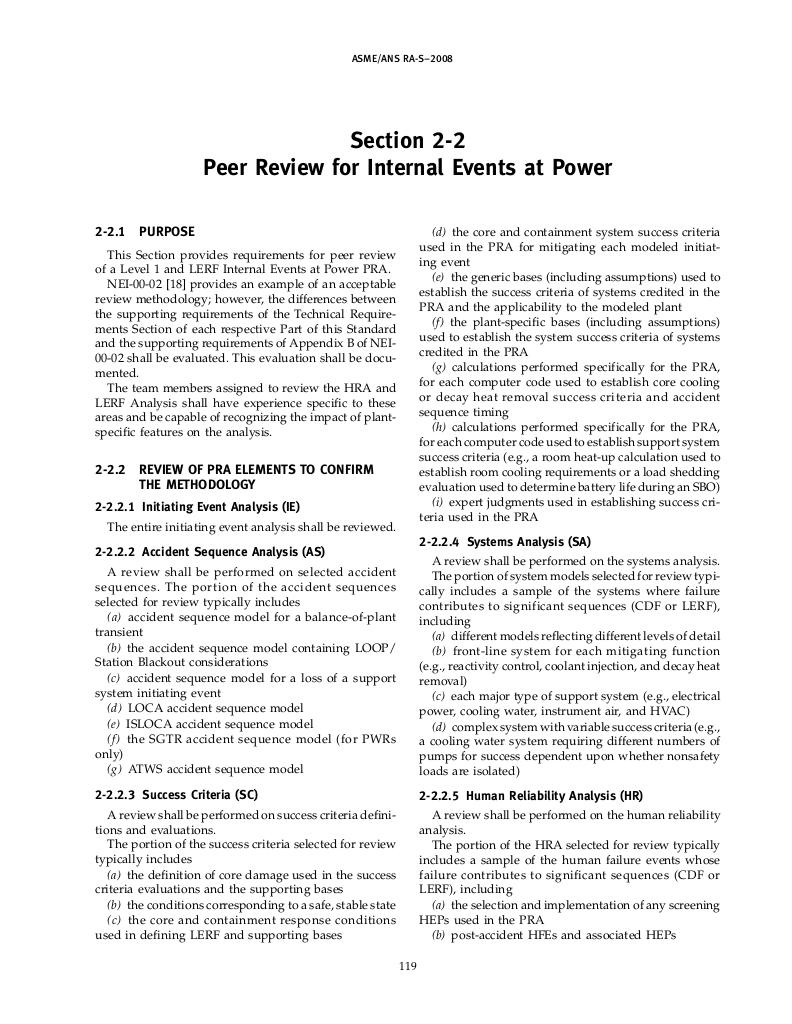 ASME/ANS RA-S–2008
Section 2-2
Peer Review for Internal Events at Power
2-2.1 PURPOSE
This Section provides requirements for peer review
of a Level 1 and LERF Internal Events at Power PRA.
NEI-00-02 [18] provides an example of an acceptable
review methodology; however, the differences between
the supporting requirements of the Technical Require-
ments Section of each respective Part of this Standard
and the supporting requirements of Appendix B of NEI-
00-02 shall be evaluated. This evaluation shall be docu-
mented.
The team members assigned to review the HRA and
LERF Analysis shall have experience specific to these
areas and be capable of recognizing the impact of plant-
specific features on the analysis.
2-2.2 REVIEW OF PRA ELEMENTS TO CONFIRM
THE METHODOLOGY
2-2.2.1 Initiating Event Analysis (IE)
The entire initiating event analysis shall be reviewed.
2-2.2.2 Accident Sequence Analysis (AS)
A review shall be performed on selected accident
sequences. The portion of the accident sequences
selected for review typically includes
(a) accident sequence model for a balance-of-plant
transient
(b) the accident sequence model containing LOOP/
Station Blackout considerations
(c) accident sequence model for a loss of a support
system initiating event
(d) LOCA accident sequence model
(e) ISLOCA accident sequence model
(f) the SGTR accident sequence model (for PWRs
only)
(g) ATWS accident sequence model
2-2.2.3 Success Criteria (SC)
A review shall be performed on success criteria defini-
tions and evaluations.
The portion of the success criteria selected for review
typically includes
(a) the definition of core damage used in the success
criteria evaluations and the supporting bases
(b) the conditions corresponding to a safe, stable state
(c) the core and containment response conditions
used in defining LERF and supporting bases
(d) the core and containment system success criteria
used in the PRA for mitigating each modeled initiat-
ing event
(e) the generic bases (including assumptions) used to
establish the success criteria of systems credited in the
PRA and the applicability to the modeled plant
(f) the plant-specific bases (including assumptions)
used to establish the system success criteria of systems
credited in the PRA
(g) calculations performed specifically for the PRA,
for each computer code used to establish core cooling
or decay heat removal success criteria and accident
sequence timing
(h) calculations performed specifically for the PRA,
for each computer code used to establish support system
success criteria (e.g., a room heat-up calculation used to
establish room cooling requirements or a load shedding
evaluation used to determine battery life during an SBO)
(i) expert judgments used in establishing success cri-
teria used in the PRA
2-2.2.4 Systems Analysis (SA)
A review shall be performed on the systems analysis.
The portion of system models selected for review typi-
cally includes a sample of the systems where failure
contributes to significant sequences (CDF or LERF),
including
(a) different models reflecting different levels of detail
(b) front-line system for each mitigating function
(e.g., reactivity control, coolant injection, and decay heat
removal)
(c) each major type of support system (e.g., electrical
power, cooling water, instrument air, and HVAC)
(d) complex system with variable success criteria (e.g.,
a cooling water system requiring different numbers of
pumps for success dependent upon whether nonsafety
loads are isolated)
2-2.2.5 Human Reliability Analysis (HR)
A review shall be performed on the human reliability
analysis.
The portion of the HRA selected for review typically
includes a sample of the human failure events whose
failure contributes to significant sequences (CDF or
LERF), including
(a) the selection and implementation of any screening
HEPs used in the PRA
(b) post-accident HFEs and associated HEPs
119